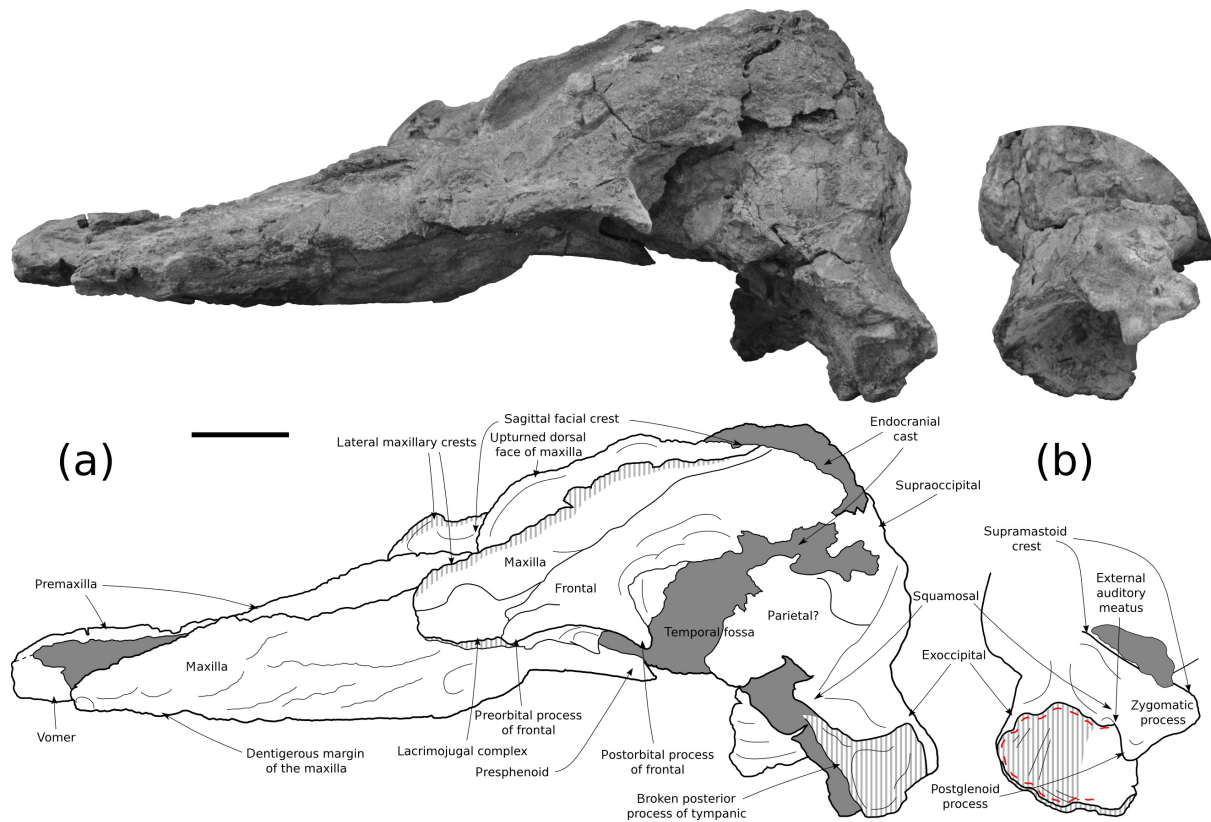 Sagittal facial crest
Endocranial
cast
Lateral maxillary crests
Upturned dorsal
face of maxilla
(a)
(b)
Supraoccipital
Supramastoid
crest
Maxilla
External
auditory
meatus
Premaxilla
Frontal
Squamosal
Parietal?
Temporal fossa
Maxilla
Exoccipital
Zygomatic
process
Vomer
Preorbital process
of frontal
Dentigerous margin
of the maxilla
Lacrimojugal complex
Postorbital process
of frontal
Presphenoid
Postglenoid
process
Broken posterior
process of tympanic